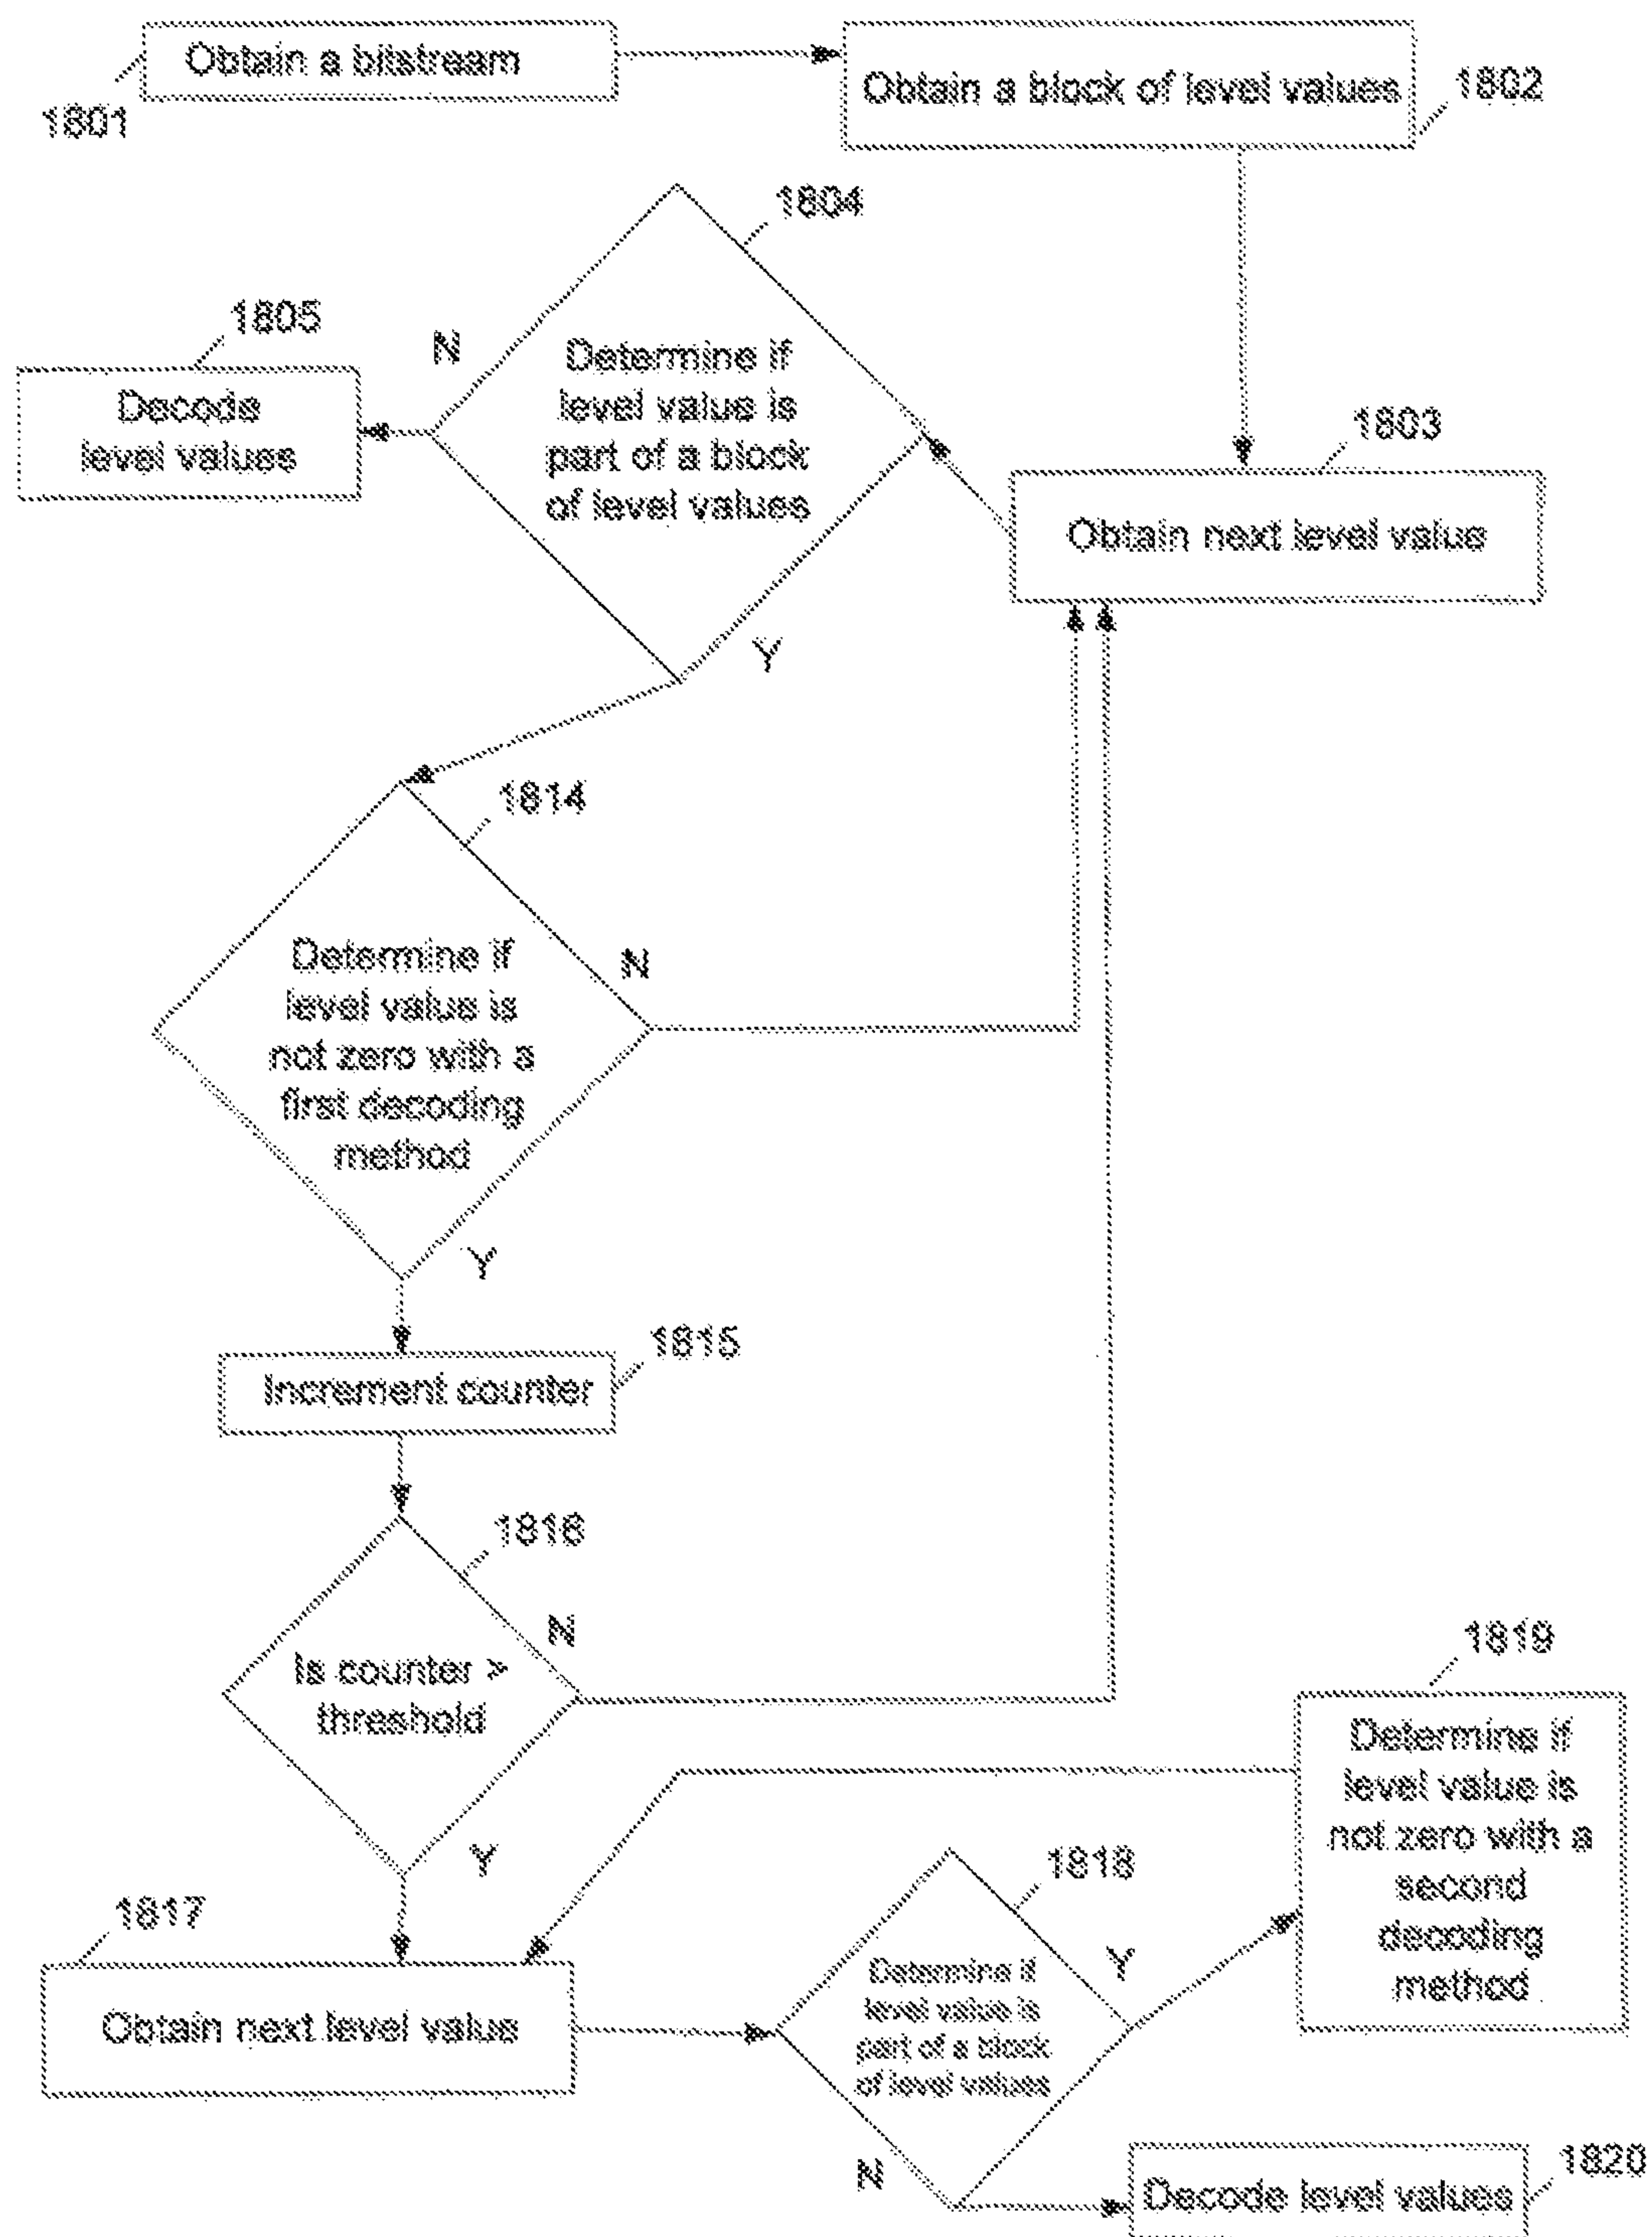 Obtain a bitstream
1801
Obtain a block of level values
1802
1804
1805
N
Determine if
level value is
part of a block
of level values
Decode
level values
1803
Obtain next level value
Y
1814
Determine if
level value is
not zero with a
first decoding
method
N
Y
1815
Increment counter
1816
N
Is counter >
threshold
Y
1819
Determine if
level value is
not zero with a
second
decoding
method
1817
Obtain next level value
1818
Y
Determine if
level value is
part of a block
of level values
N
1820
Decode level values